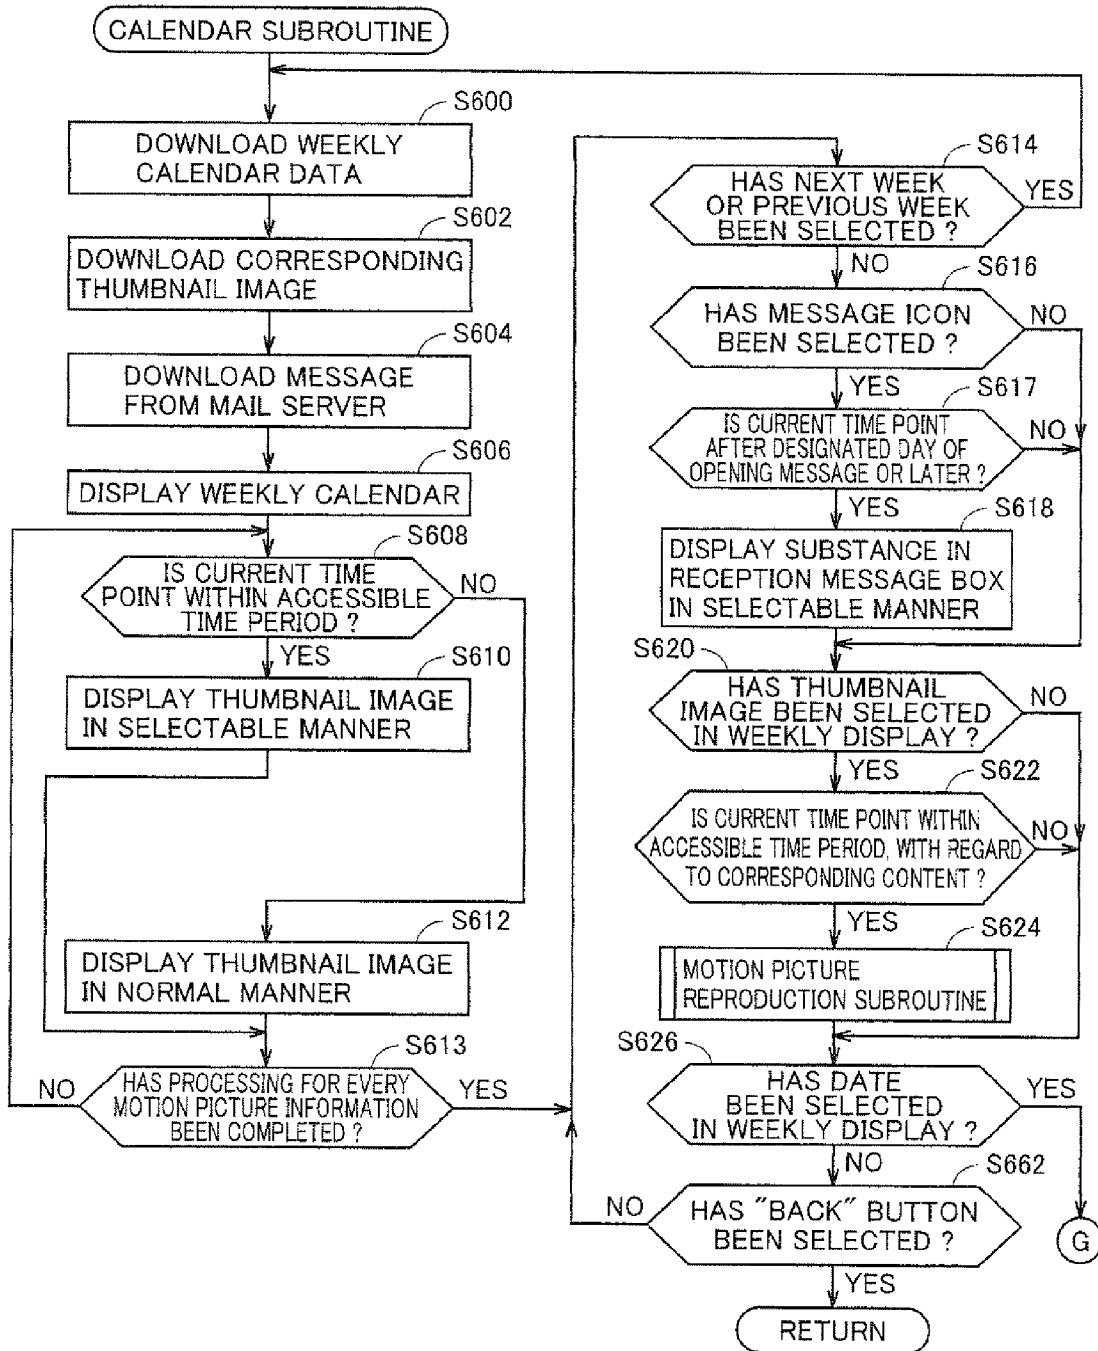 CALENDAR SUBROUTINE
S600
DOWNLOAD WEEKLY
CALENDAR DATA
S602
DOWNLOAD CORRESPONDING
THUMBNAIL IMAGE
S604
DOWNLOAD MESSAGE
FROM MAIL SERVER
S606
DISPLAY WEEKLY CALENDAR
S608
IS CURRENT TIME
POINT WITHIN ACCESSIBLE
TIME PERIOD ?
NO
YES
S610
DISPLAY THUMBNAIL IMAGE
IN SELECTABLE MANNER
S612
DISPLAY THUMBNAIL IMAGE
IN NORMAL MANNER
S613
NO
HAS PROCESSING FOR EVERY
MOTION PICTURE INFORMATION
BEEN COMPLETED ?
YES
S614
HAS NEXT WEEK
OR PREVIOUS WEEK
BEEN SELECTED ?
YES
NO
S616
HAS MESSAGE ICON
BEEN SELECTED ?
NO
YES
S617
IS CURRENT TIME POINT
AFTER DESIGNATED DAY OF
OPENING MESSAGE OR LATER ?
NO
YES
S618
DISPLAY SUBSTANCE IN
RECEPTION MESSAGE BOX
IN SELECTABLE MANNER
S620
HAS THUMBNAIL
IMAGE BEEN SELECTED
IN WEEKLY DISPLAY ?
NO
YES
S622
IS CURRENT TIME POINT WITHIN
ACCESSIBLE TIME PERIOD, WITH REGARD
TO CORRESPONDING CONTENT ?
NO
YES
S624
MOTION PICTURE
REPRODUCTION SUBROUTINE
S626
HAS DATE
BEEN SELECTED
IN WEEKLY DISPLAY ?
YES
NO
S662
NO
HAS "BACK" BUTTON
BEEN SELECTED ?
G
YES
RETURN